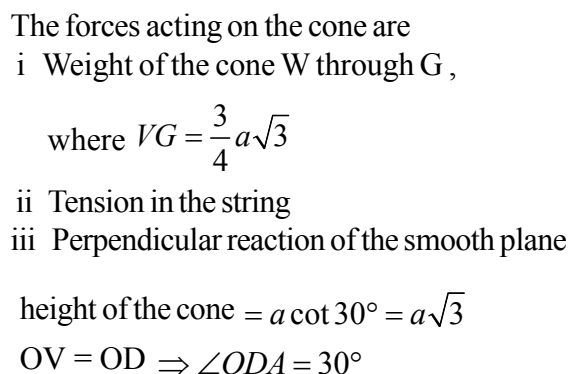 The forces acting on the cone are
i Weight of the cone W through G ,
where VG = 3/4 a√3
ii Tension in the string
iii Perpendicular reaction of the smooth plane
height of the cone = a cot 30° = a√3
OV = OD ⇒ ∠ODA = 30°